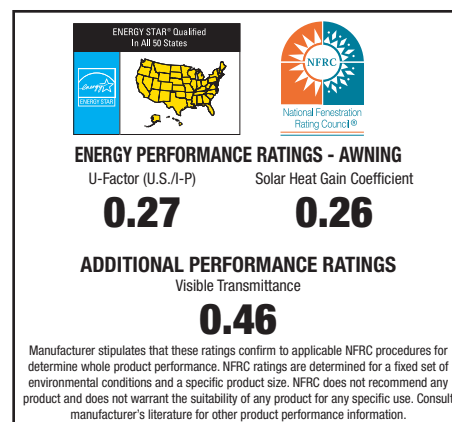 ENERGY STAR® Qualified
In All 50 States
energy
ENERGY STAR
NFRC
National Fenestration
Rating Council®
ENERGY PERFORMANCE RATINGS - AWNING
U-Factor (U.S./I-P) Solar Heat Gain Coefficient
0.27 0.26
ADDITIONAL PERFORMANCE RATINGS
Visible Transmittance
0.46
Manufacturer stipulates that these ratings confirm to applicable NFRC procedures for
determine whole product performance. NFRC ratings are determined for a fixed set of
environmental conditions and a specific product size. NFRC does not recommend any
product and does not warrant the suitability of any product for any specific use. Consult
manufacturer's literature for other product performance information.